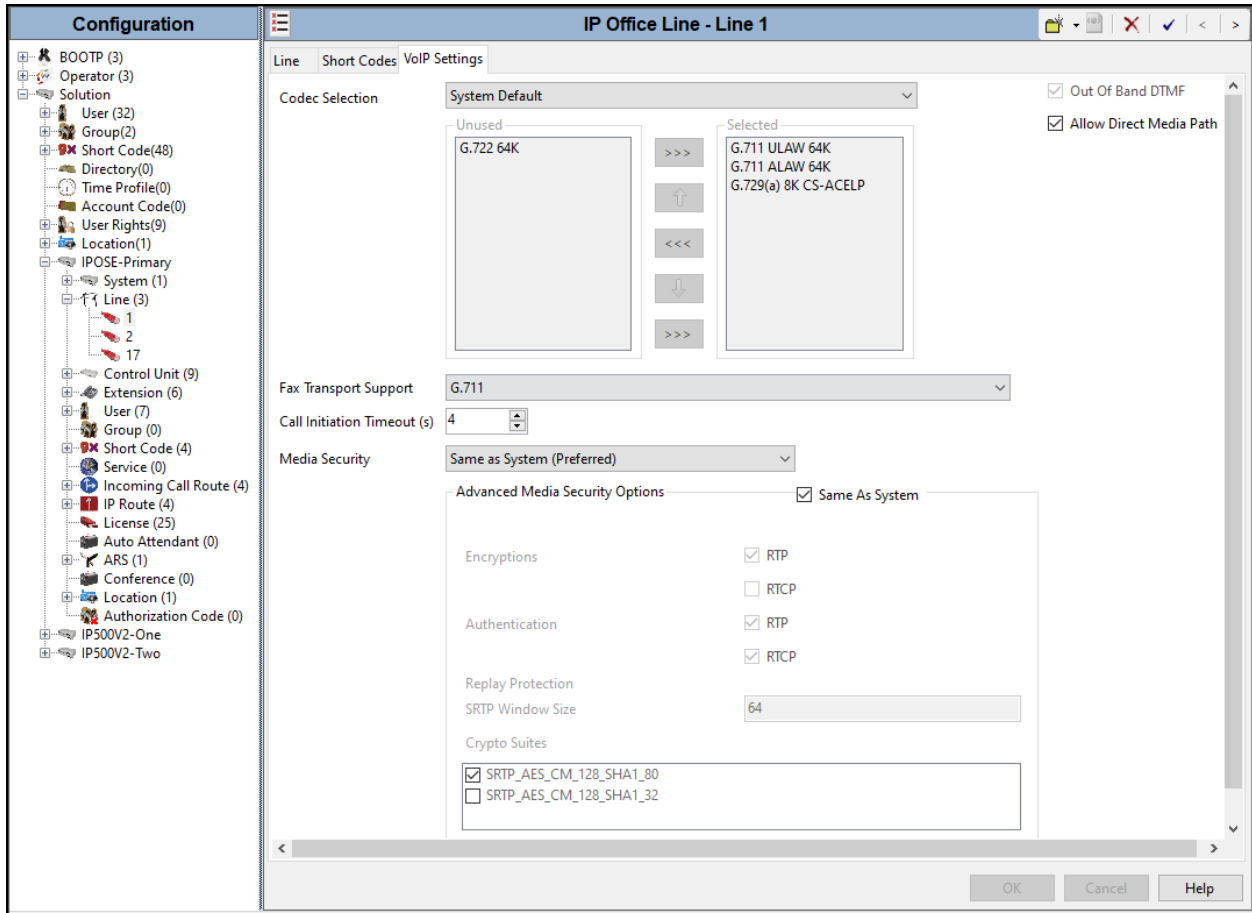 Configuration
BOOTP (3)
Operator (3)
Solution
User (32)
Group(2)
Short Code(48)
Directory(0)
Time Profile(0)
Account Code(0)
User Rights(9)
Location(1)
IPOSE-Primary
System (1)
Line (3)
1
2
17
Control Unit (9)
Extension (6)
User (7)
Group (0)
Short Code (4)
Service (0)
Incoming Call Route (4)
IP Route (4)
License (25)
Auto Attendant (0)
ARS (1)
Conference (0)
Location (1)
Authorization Code (0)
IP500V2-One
IP500V2-Two
IP Office Line - Line 1
Line Short Codes VoIP Settings
Codec Selection System Default
Out Of Band DTMF
Allow Direct Media Path
Unused
G.722 64K
>>>
<<<
>>>
Selected
G.711 ULAW 64K
G.711 ALAW 64K
G.729(a) 8K CS-ACELP
Fax Transport Support G.711
Call Initiation Timeout (s) 4
Media Security Same as System (Preferred)
Advanced Media Security Options Same As System
Encryptions RTP
RTCP
Authentication RTP
RTCP
Replay Protection
SRTP Window Size 64
Crypto Suites
SRTP_AES_CM_128_SHA1_80
SRTP_AES_CM_128_SHA1_32
OK Cancel Help